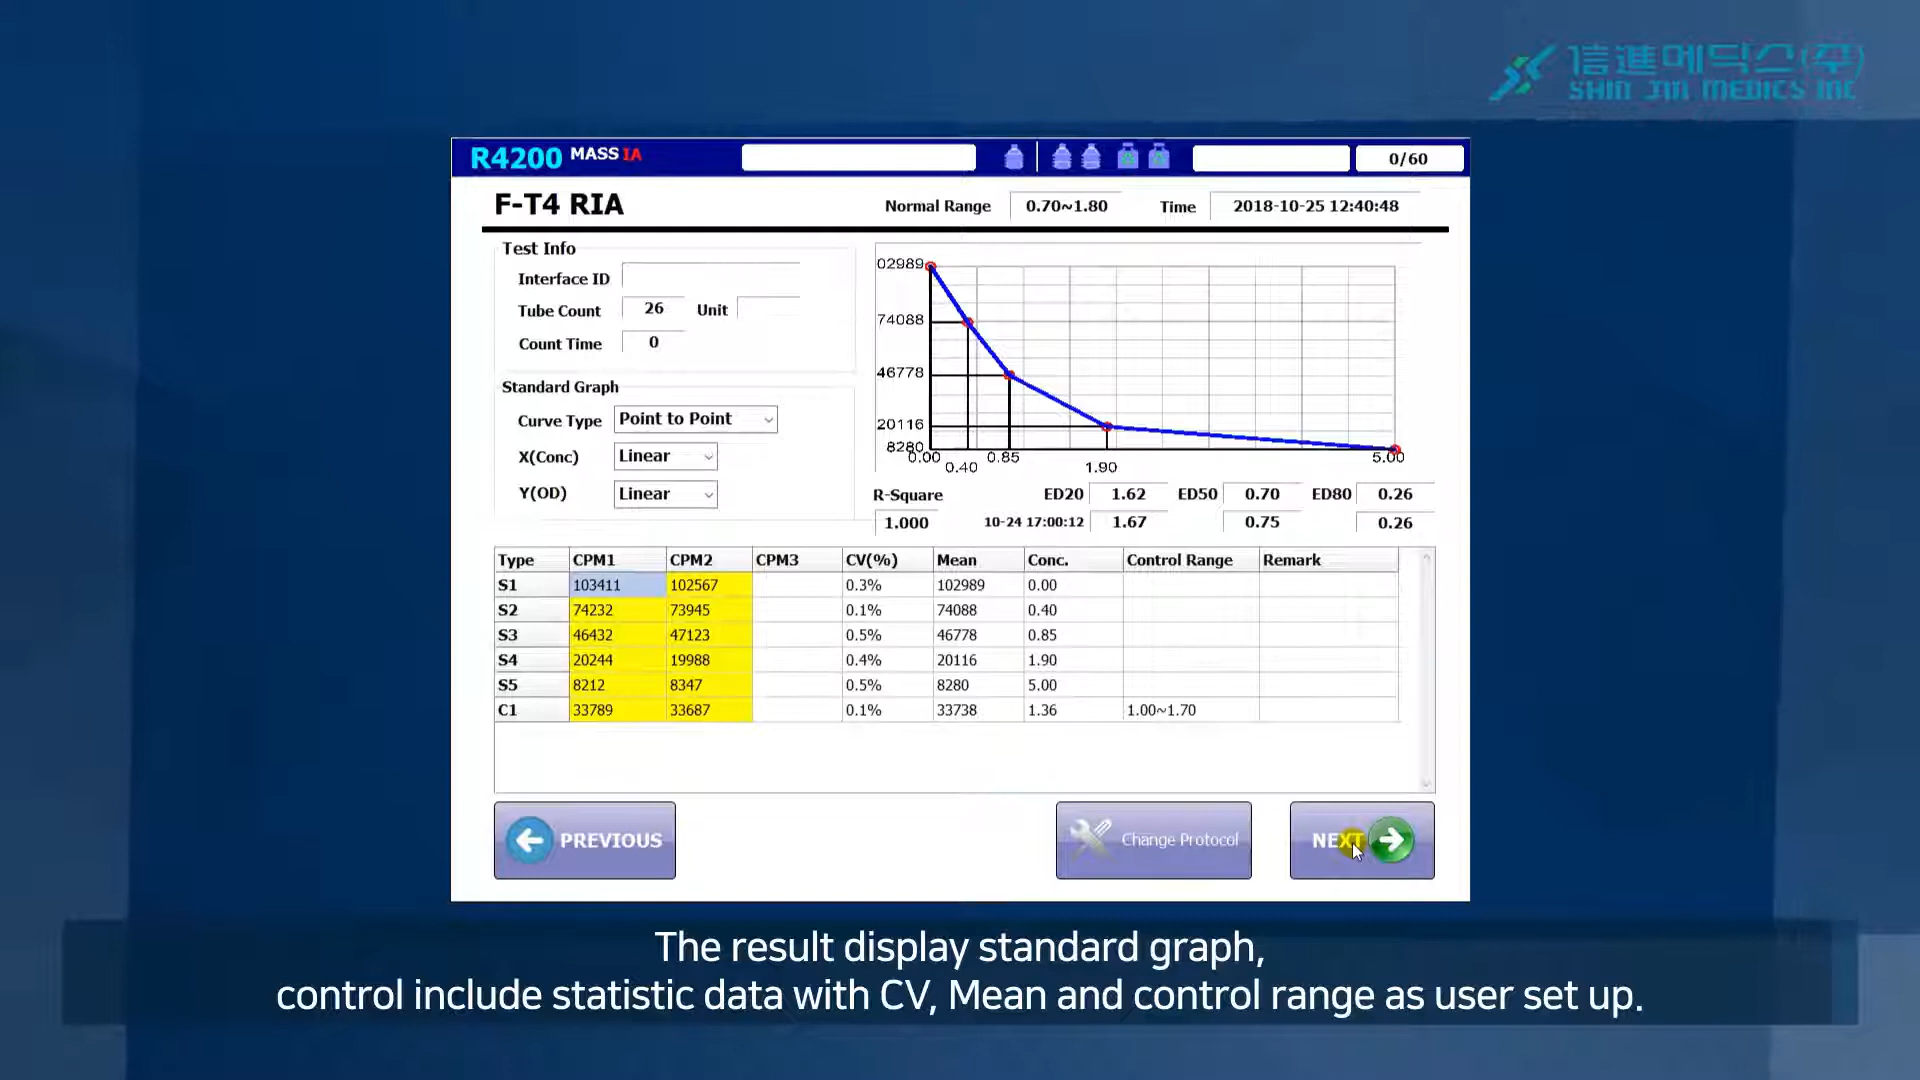 信進메딕스(주)
SHIN JIN MEDICS INC
R4200 MASS IA
0/60
F-T4 RIA
Normal Range 0.70~1.80 Time 2018-10-25 12:40:48
Test Info
Interface ID
Tube Count 26 Unit
Count Time 0
Standard Graph
Curve Type Point to Point
X(Conc) Linear
Y(OD) Linear
02989
74088
46778
20116
8280
0.00 0.40 0.85 1.90 5.00
R-Square ED20 1.62 ED50 0.70 ED80 0.26
1.000 10-24 17:00:12 1.67 0.75 0.26
Type CPM1 CPM2 CPM3 CV(%) Mean Conc. Control Range Remark
S1 103411 102567 0.3% 102989 0.00
S2 74232 73945 0.1% 74088 0.40
S3 46432 47123 0.5% 46778 0.85
S4 20244 19988 0.4% 20116 1.90
S5 8212 8347 0.5% 8280 5.00
C1 33789 33687 0.1% 33738 1.36 1.00~1.70
PREVIOUS
Change Protocol
NEXT
The result display standard graph,
control include statistic data with CV, Mean and control range as user set up.